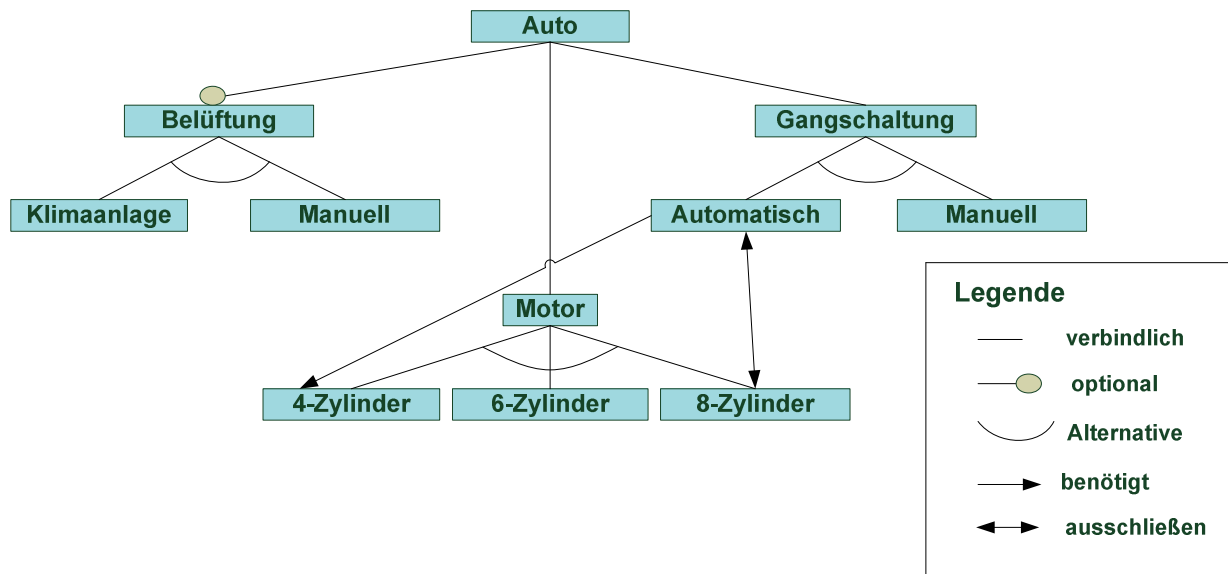 Auto
Belüftung
Gangschaltung
Klimaanlage
Manuell
Automatisch
Manuell
Motor
4-Zylinder
6-Zylinder
8-Zylinder
Legende
verbindlich
optional
Alternative
benötigt
ausschließen